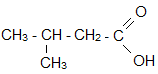 O
CH₃ - CH - CH₂ - C
CH₃ OH